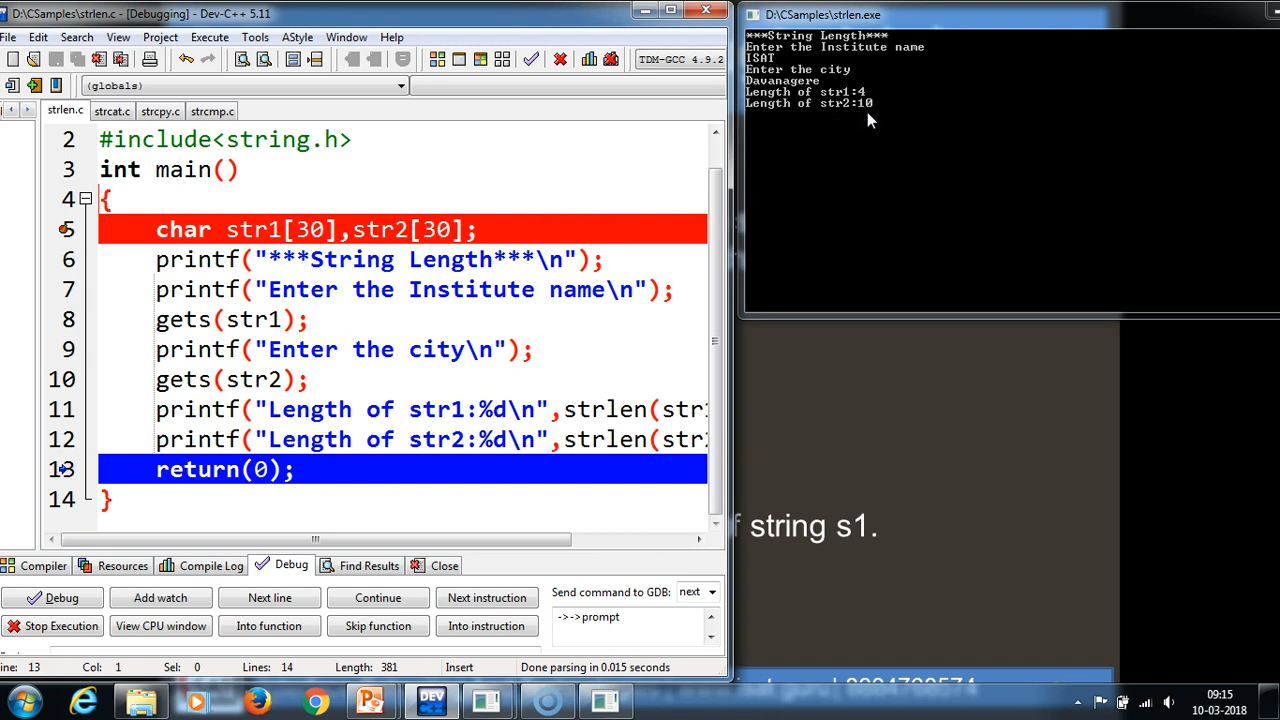 D:\CSamples\strlen.c - [Debugging] - Dev-C++ 5.11
File Edit Search View Project Execute Tools AStyle Window Help
TDM-GCC 4.9.2
(globals)
strlen.c strcat.c strcpy.c strcmp.c
2 #include<string.h>
3 int main()
4 {
5 char str1[30],str2[30];
6 printf("***String Length***\n");
7 printf("Enter the Institute name\n");
8 gets(str1);
9 printf("Enter the city\n");
10 gets(str2);
11 printf("Length of str1:%d\n",strlen(str1
12 printf("Length of str2:%d\n",strlen(str2
13 return(0);
14 }
Compiler Resources Compile Log Debug Find Results Close
Debug Add watch Next line Continue Next instruction
Send command to GDB: next
Stop Execution View CPU window Into function Skip function Into instruction
->->prompt
ine: 13 Col: 1 Sel: 0 Lines: 14 Length: 381 Insert Done parsing in 0.015 seconds
D:\CSamples\strlen.exe
***String Length***
Enter the Institute name
ISAT
Enter the city
Davanagere
Length of str1:4
Length of str2:10
f string s1.
DEV
09:15
10-03-2018